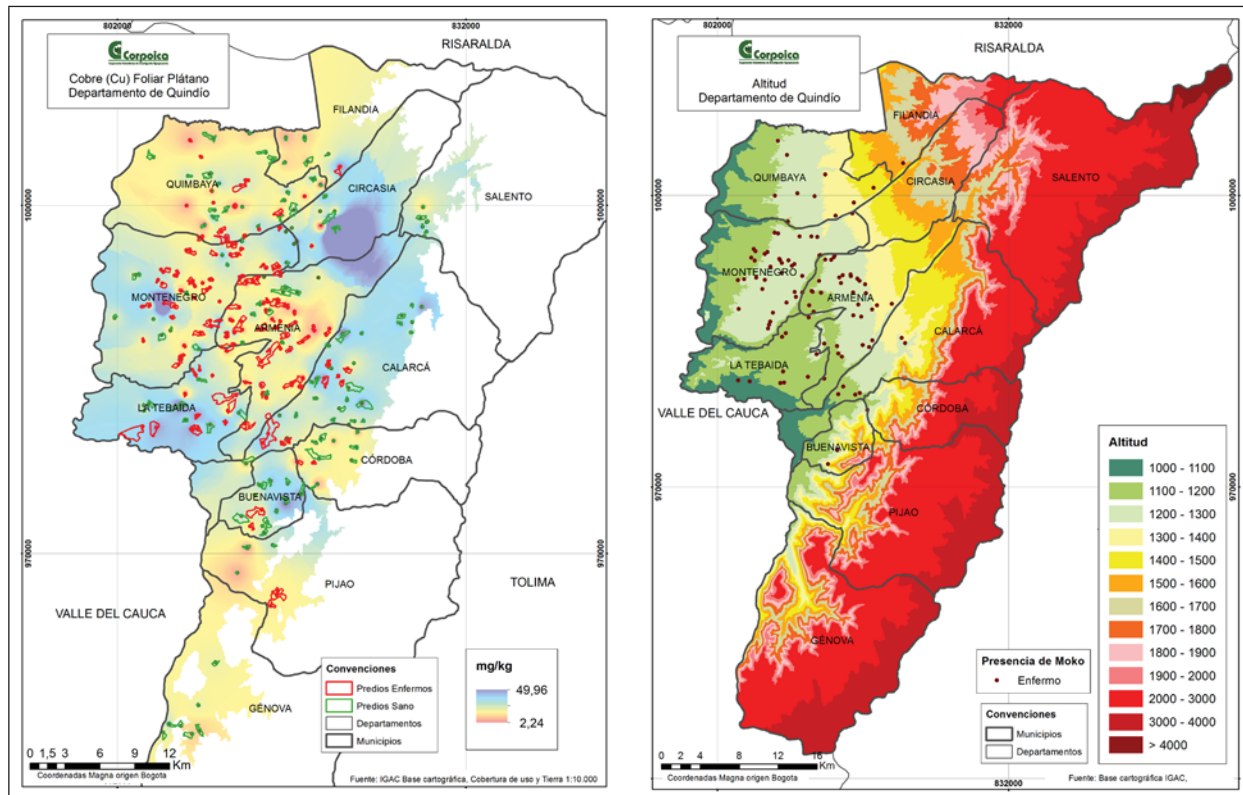 802000
832000
Corpoica
Cobre (Cu) Foliar Plátano
Departamento de Quindío
RISARALDA
FILANDIA
QUIMBAYA
CIRCASIA
SALENTO
1000000
MONTENEGRO
ARMENIA
CALARCÁ
LA TEBAIDA
CÓRDOBA
BUENAVISTA
970000
970000
PIJAO
TOLIMA
VALLE DEL CAUCA
GÉNOVA
Convenciones
Predios Enfermos
Predios Sano
Departamentos
Municipios
mg/kg
49,96
2,24
0 1,5 3 6 9 12
Km
Coordenadas Magna origen Bogota
Fuente: IGAC Base cartográfica, Cobertura de uso y Tierra 1:10.000
802000
832000
Corpoica
Altitud
Departamento de Quindío
RISARALDA
FILANDIA
QUIMBAYA
CIRCASIA
SALENTO
1000000
1000000
MONTENEGRO
ARMENIA
CALARCÁ
LA TEBAIDA
VALLE DEL CAUCA
CÓRDOBA
BUENAVISTA
970000
970000
PIJAO
GÉNOVA
Altitud
1000 - 1100
1100 - 1200
1200 - 1300
1300 - 1400
1400 - 1500
1500 - 1600
1600 - 1700
1700 - 1800
1800 - 1900
1900 - 2000
2000 - 3000
3000 - 4000
> 4000
Presencia de Moko
Enfermo
Convenciones
Municipios
Departamentos
0 2 4 8 12 16
Km
Coordenadas Magna origen Bogota
832000
Fuente: Base cartográfica IGAC,